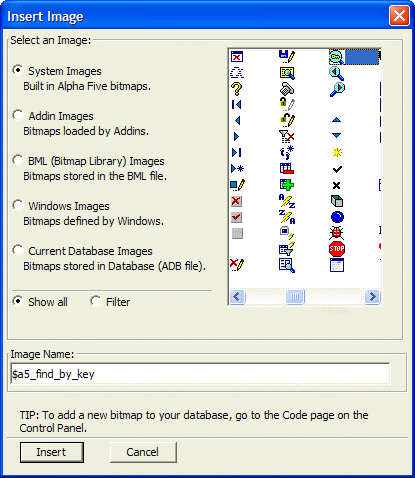 Insert Image
Select an Image:
System Images
Built in Alpha Five bitmaps.
Addin Images
Bitmaps loaded by Addins.
BML (Bitmap Library) Images
Bitmaps stored in the BML file.
Windows Images
Bitmaps defined by Windows.
Current Database Images
Bitmaps stored in Database (ADB file).
Show all
Filter
STOP
Image Name:
$a5_find_by_key
TIP: To add a new bitmap to your database, go to the Code page on the
Control Panel.
Insert
Cancel